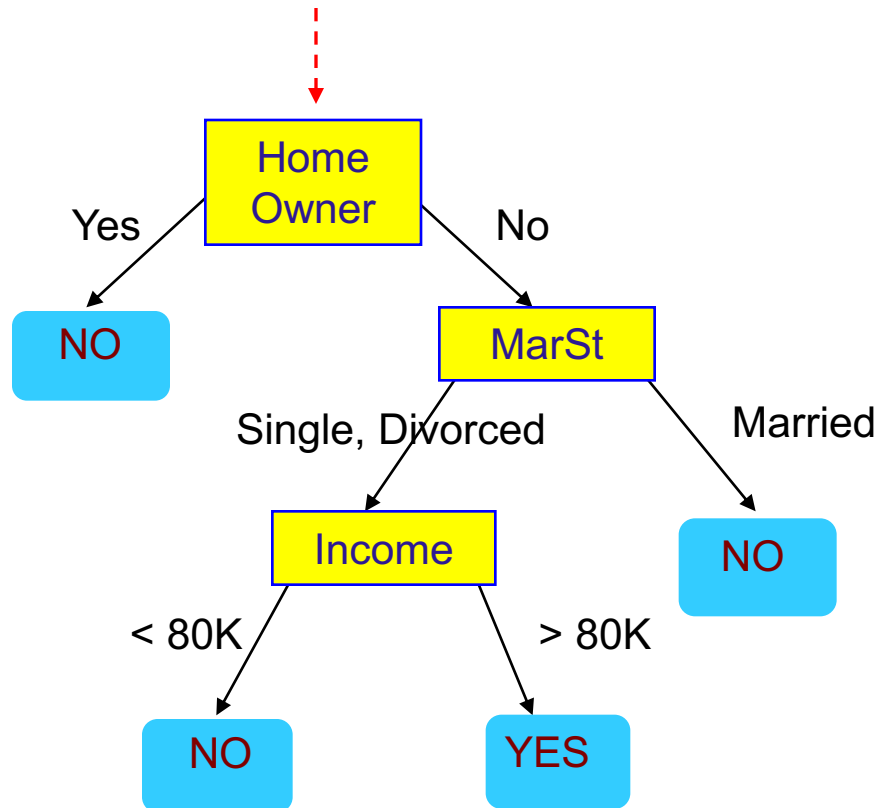 Home
Owner
Yes
No
NO
MarSt
Single, Divorced
Married
Income
NO
< 80K
> 80K
NO
YES